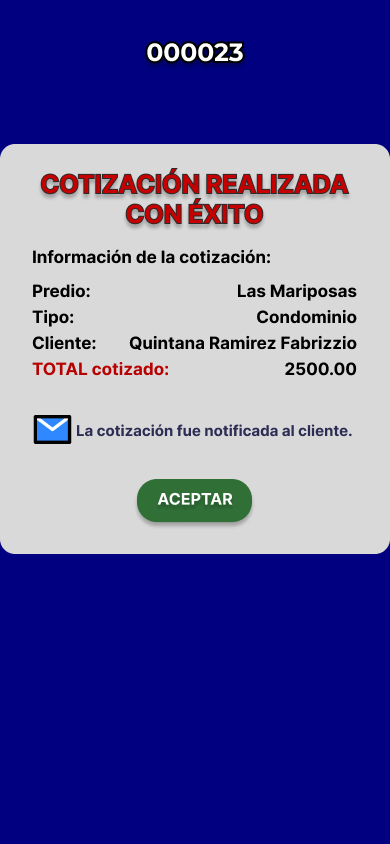 000023
COTIZACIÓN REALIZADA
CON ÉXITO
Información de la cotización:
Predio: Las Mariposas
Tipo: Condominio
Cliente: Quintana Ramirez Fabrizzio
TOTAL cotizado: 2500.00
La cotización fue notificada al cliente.
ACEPTAR